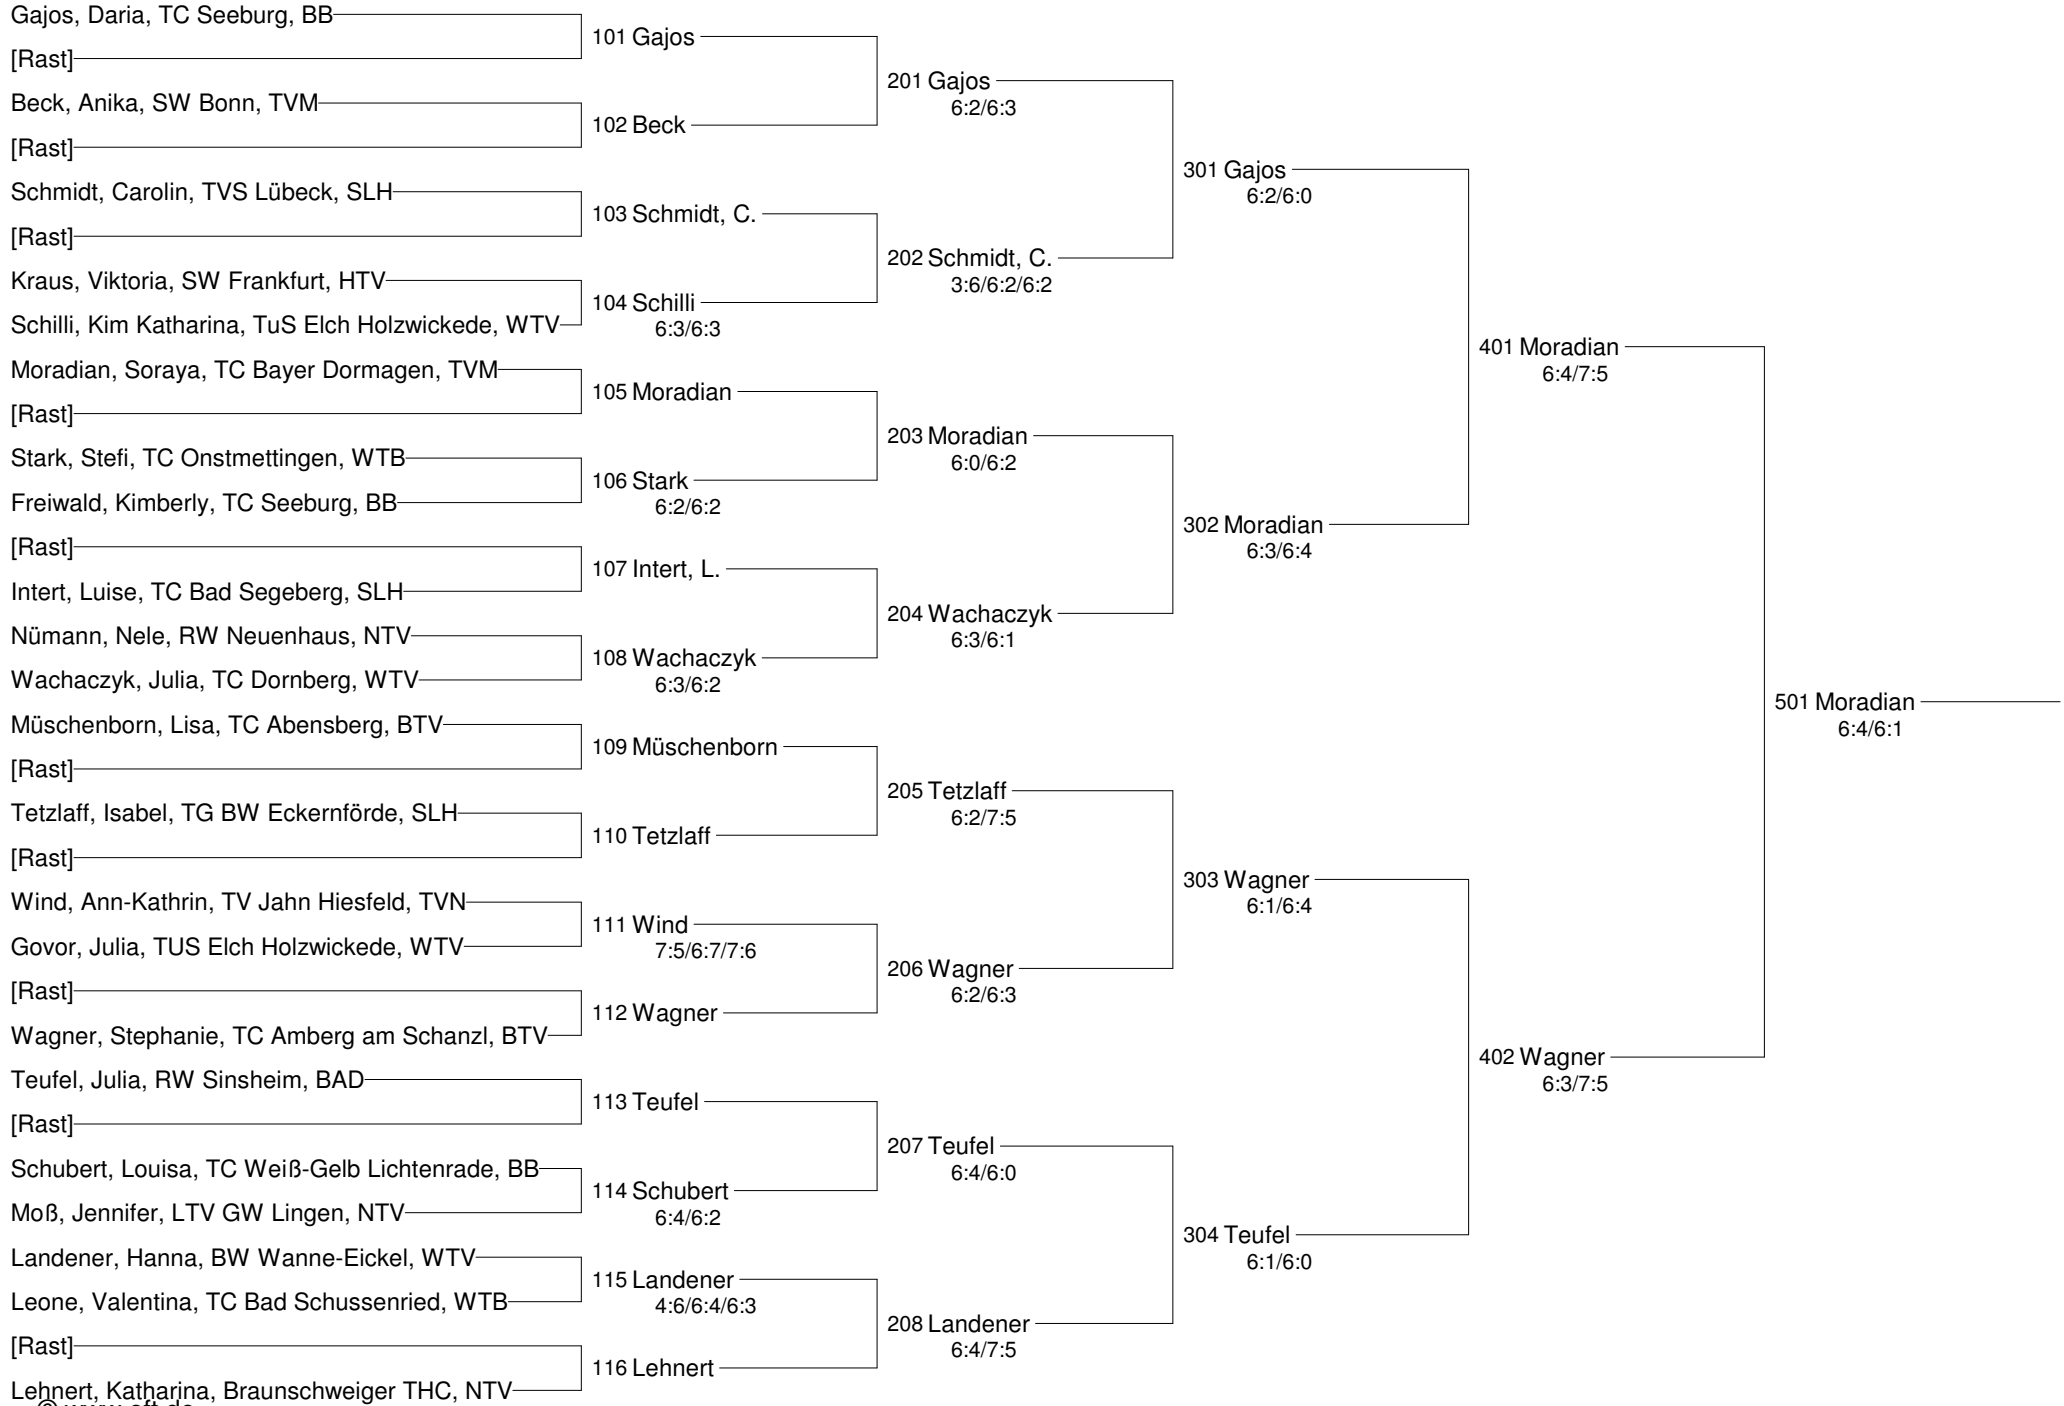 Gajos, Daria, TC Seeburg, BB
[Rast]
Beck, Anika, SW Bonn, TVM
[Rast]
Schmidt, Carolin, TVS Lübeck, SLH
[Rast]
Kraus, Viktoria, SW Frankfurt, HTV
Schilli, Kim Katharina, TuS Elch Holzwickede, WTV
Moradian, Soraya, TC Bayer Dormagen, TVM
[Rast]
Stark, Stefi, TC Onstmettingen, WTB
Freiwald, Kimberly, TC Seeburg, BB
[Rast]
Intert, Luise, TC Bad Segeberg, SLH
Nümann, Nele, RW Neuenhaus, NTV
Wachaczyk, Julia, TC Dornberg, WTV
Müschenborn, Lisa, TC Abensberg, BTV
[Rast]
Tetzlaff, Isabel, TG BW Eckernförde, SLH
[Rast]
Wind, Ann-Kathrin, TV Jahn Hiesfeld, TVN
Govor, Julia, TUS Elch Holzwickede, WTV
[Rast]
Wagner, Stephanie, TC Amberg am Schanzl, BTV
Teufel, Julia, RW Sinsheim, BAD
[Rast]
Schubert, Louisa, TC Weiß-Gelb Lichtenrade, BB
Moß, Jennifer, LTV GW Lingen, NTV
Landener, Hanna, BW Wanne-Eickel, WTV
Leone, Valentina, TC Bad Schussenried, WTB
[Rast]
Lehnert, Katharina, Braunschweiger THC, NTV
101 Gajos
102 Beck
103 Schmidt, C.
104 Schilli
6:3/6:3
105 Moradian
106 Stark
6:2/6:2
107 Intert, L.
108 Wachaczyk
6:3/6:2
109 Müschenborn
110 Tetzlaff
111 Wind
7:5/6:7/7:6
112 Wagner
113 Teufel
114 Schubert
6:4/6:2
115 Landener
4:6/6:4/6:3
116 Lehnert
201 Gajos
6:2/6:3
202 Schmidt, C.
3:6/6:2/6:2
203 Moradian
6:0/6:2
204 Wachaczyk
6:3/6:1
205 Tetzlaff
6:2/7:5
206 Wagner
6:2/6:3
207 Teufel
6:4/6:0
208 Landener
6:4/7:5
301 Gajos
6:2/6:0
302 Moradian
6:3/6:4
303 Wagner
6:1/6:4
304 Teufel
6:1/6:0
401 Moradian
6:4/7:5
402 Wagner
6:3/7:5
501 Moradian
6:4/6:1